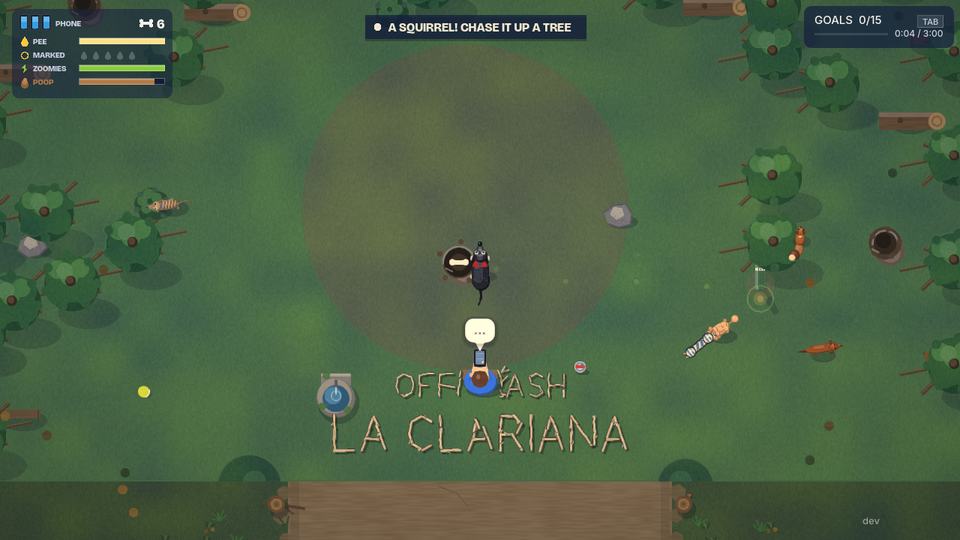 PHONE 6
PEE
MARKED
ZOOMIES
POOP
A SQUIRREL! CHASE IT UP A TREE
GOALS 0/15 TAB
0:04 / 3:00
...
LA CLARIANA
dev